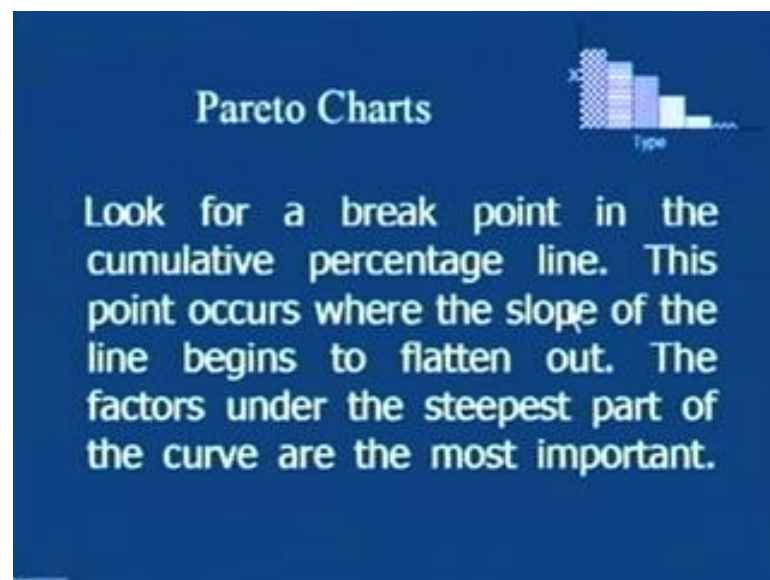 Pareto Charts
X
Type
Look for a break point in the
cumulative percentage line. This
point occurs where the slope of the
line begins to flatten out. The
factors under the steepest part of
the curve are the most important.